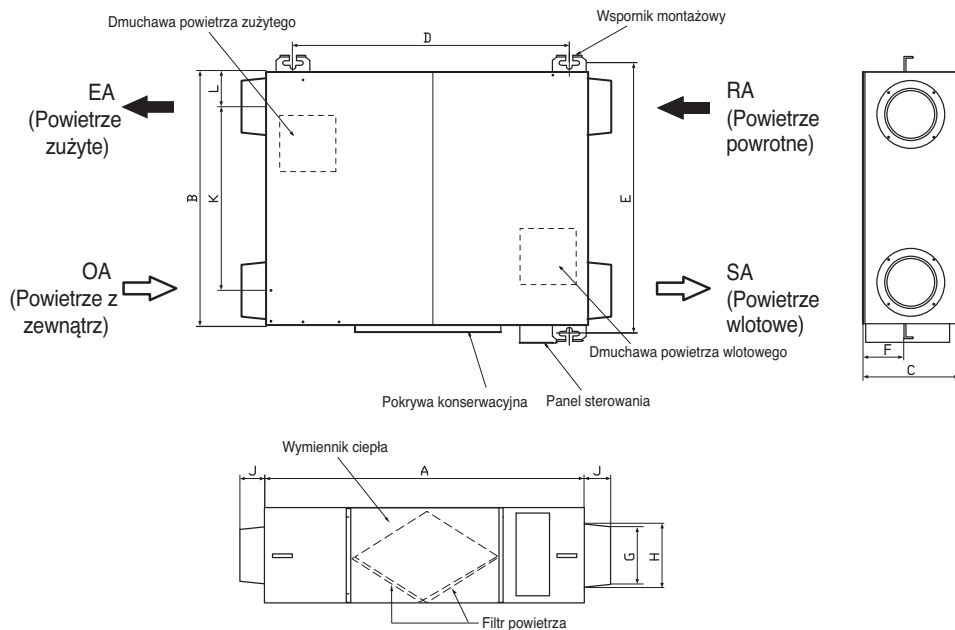 Dmuchawa powietrza zużytego
Wspornik montażowy
D
EA
(Powietrze
zużyte)
L
RA
(Powietrze
powrotne)
B
K
E
OA
(Powietrze z
zewnątrz)
SA
(Powietrze
wlotowe)
Dmuchawa powietrza wlotowego
F
C
Pokrywa konserwacyjna
Panel sterowania
Wymiennik ciepła
J
A
J
G
H
Filtr powietrza